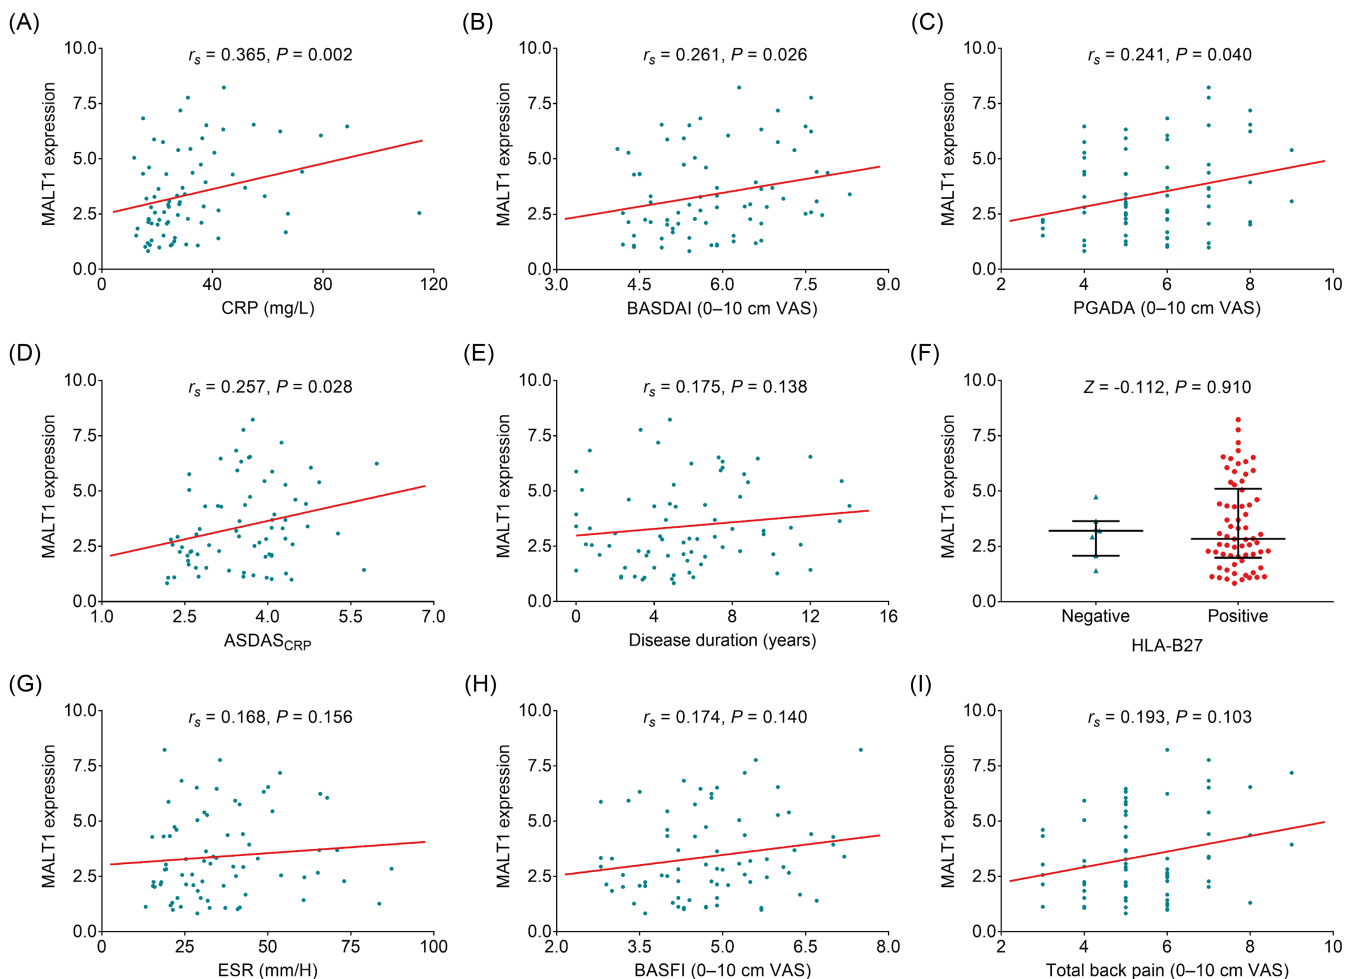 (A)
rs = 0.365, P = 0.002
MALT1 expression
10.0
7.5
5.0
2.5
0.0
0
40
80
120
CRP (mg/L)
(B)
rs = 0.261, P = 0.026
MALT1 expression
10.0
7.5
5.0
2.5
0.0
3.0
4.5
6.0
7.5
9.0
BASDAI (0–10 cm VAS)
(C)
rs = 0.241, P = 0.040
MALT1 expression
10.0
7.5
5.0
2.5
0.0
2
4
6
8
10
PGADA (0–10 cm VAS)
(D)
rs = 0.257, P = 0.028
MALT1 expression
10.0
7.5
5.0
2.5
0.0
1.0
2.5
4.0
5.5
7.0
ASDASCRP
(E)
rs = 0.175, P = 0.138
MALT1 expression
10.0
7.5
5.0
2.5
0.0
0
4
8
12
16
Disease duration (years)
(F)
Z = -0.112, P = 0.910
MALT1 expression
10.0
7.5
5.0
2.5
0.0
Negative
Positive
HLA-B27
(G)
rs = 0.168, P = 0.156
MALT1 expression
10.0
7.5
5.0
2.5
0.0
0
25
50
75
100
ESR (mm/H)
(H)
rs = 0.174, P = 0.140
MALT1 expression
10.0
7.5
5.0
2.5
0.0
2.0
3.5
5.0
6.5
8.0
BASFI (0–10 cm VAS)
(I)
rs = 0.193, P = 0.103
MALT1 expression
10.0
7.5
5.0
2.5
0.0
2
4
6
8
10
Total back pain (0–10 cm VAS)